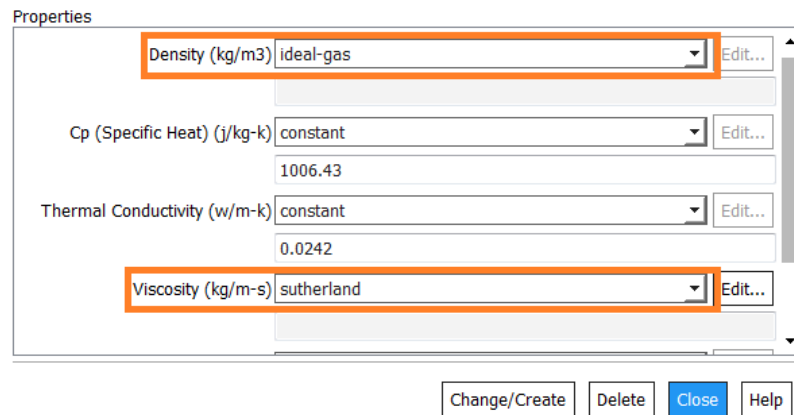 Properties
Density (kg/m3) ideal-gas Edit...
Cp (Specific Heat) (j/kg-k) constant Edit...
1006.43
Thermal Conductivity (w/m-k) constant Edit...
0.0242
Viscosity (kg/m-s) sutherland Edit...
Change/Create Delete Close Help